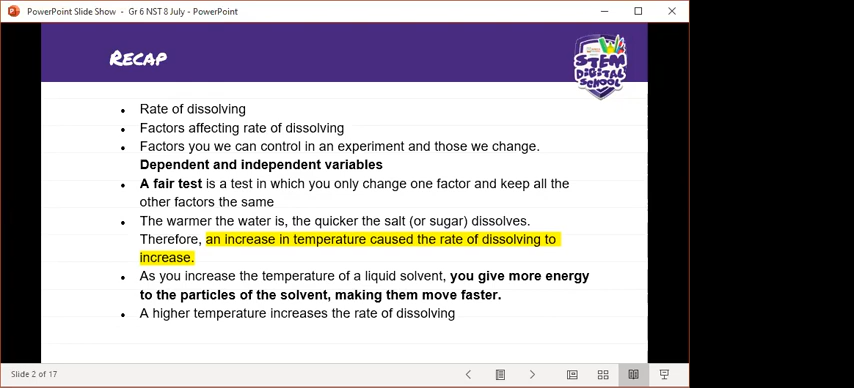 PowerPoint Slide Show - Gr 6 NST 8 July - PowerPoint
RECAP
STEM
DIGITAL
SCHOOL
• Rate of dissolving
• Factors affecting rate of dissolving
• Factors you we can control in an experiment and those we change.
Dependent and independent variables
• A fair test is a test in which you only change one factor and keep all the
other factors the same
• The warmer the water is, the quicker the salt (or sugar) dissolves.
Therefore, an increase in temperature caused the rate of dissolving to
increase.
• As you increase the temperature of a liquid solvent, you give more energy
to the particles of the solvent, making them move faster.
• A higher temperature increases the rate of dissolving
Slide 2 of 17